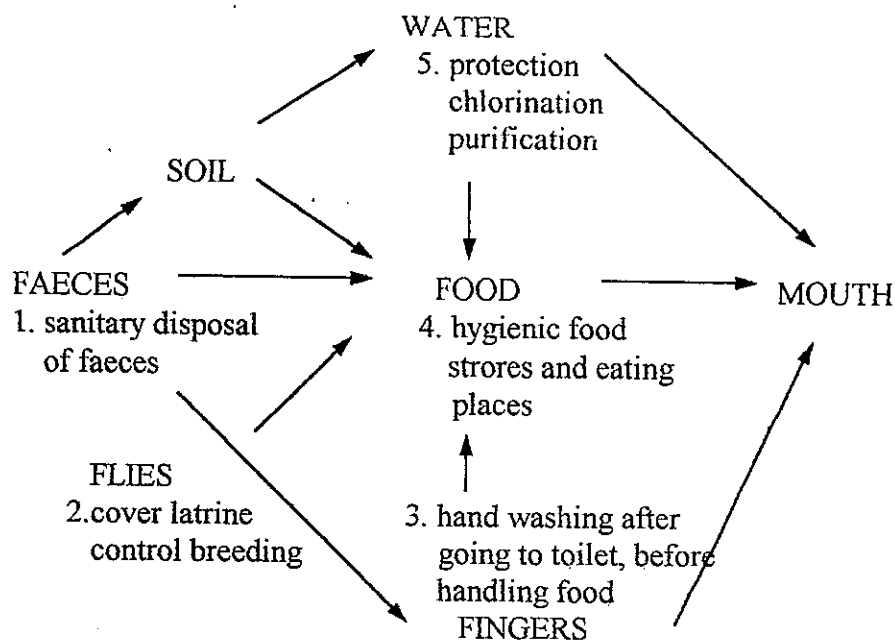 WATER
5. protection
chlorination
purification
SOIL
FAECES
1. sanitary disposal
of faeces
FOOD
4. hygienic food
strores and eating
places
MOUTH
FLIES
2.cover latrine
control breeding
3. hand washing after
going to toilet, before
handling food
FINGERS